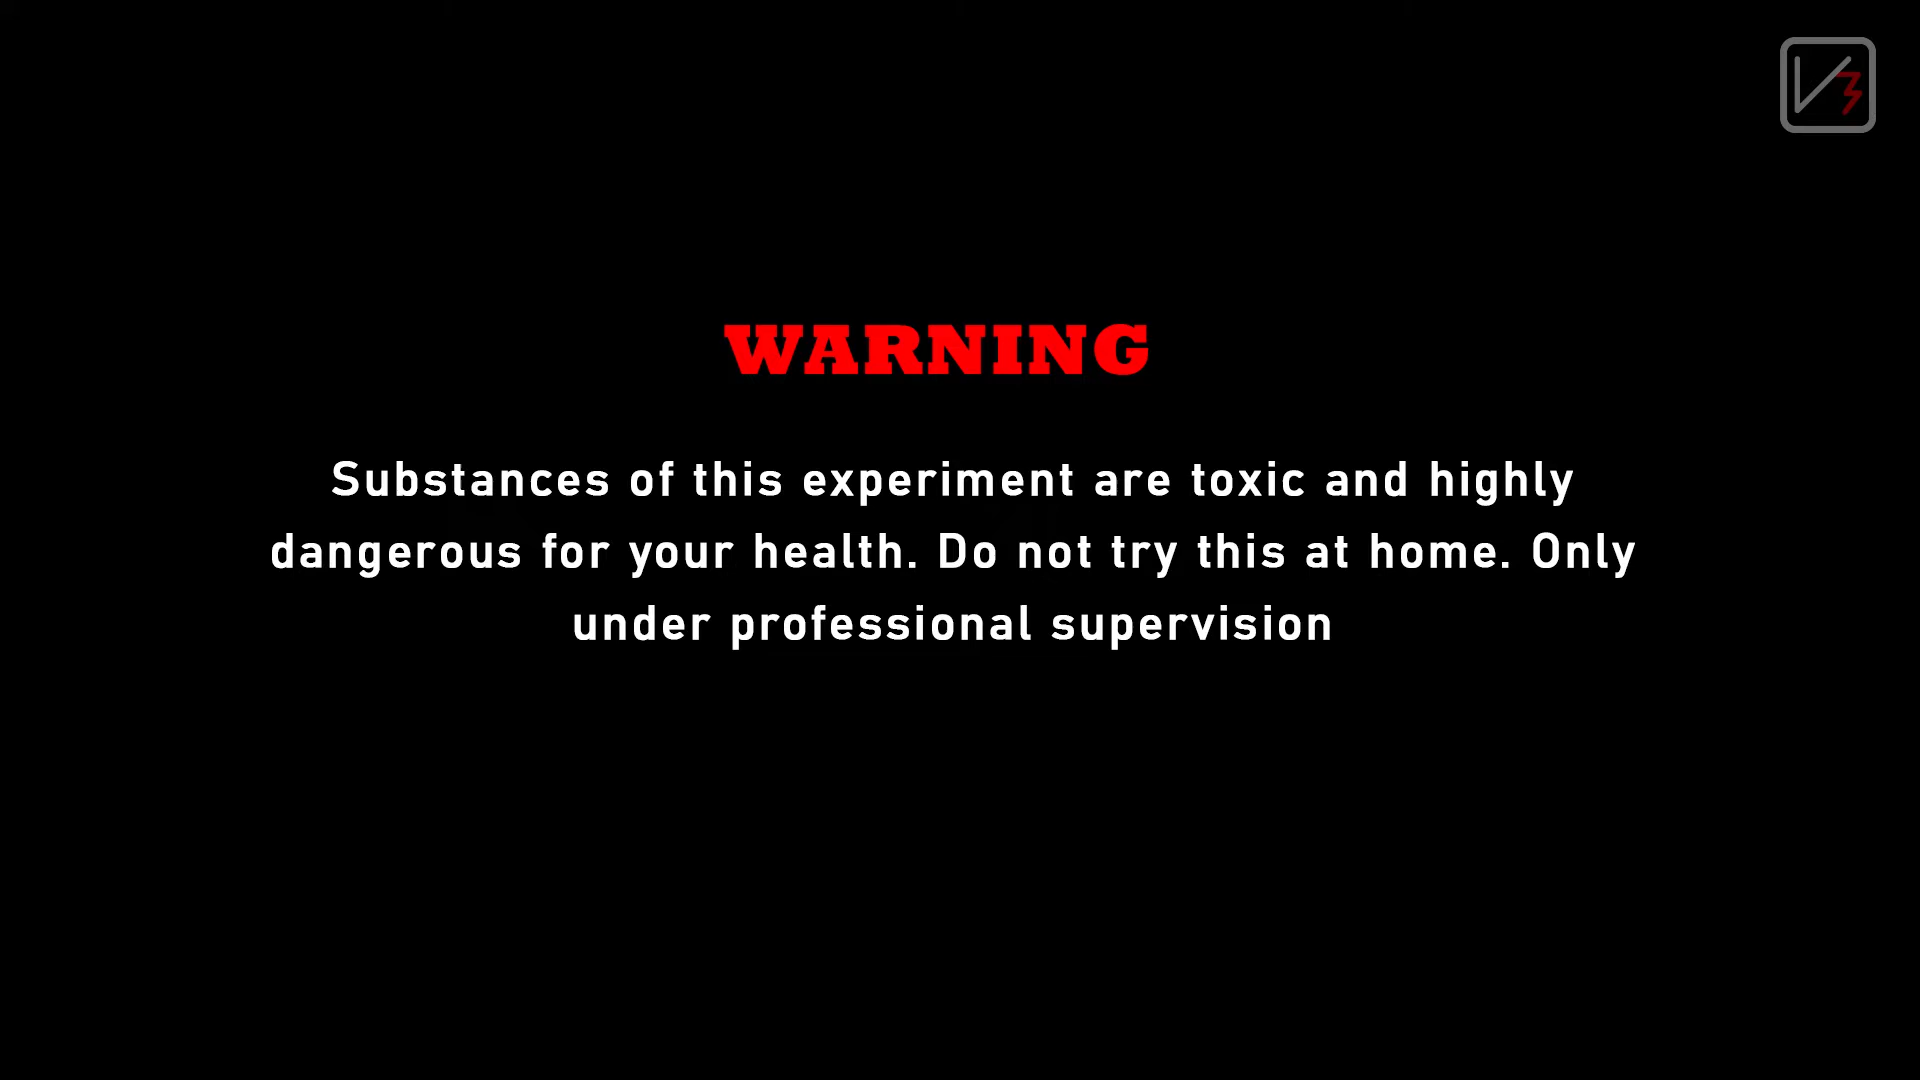 WARNING
Substances of this experiment are toxic and highly
dangerous for your health. Do not try this at home. Only
under professional supervision